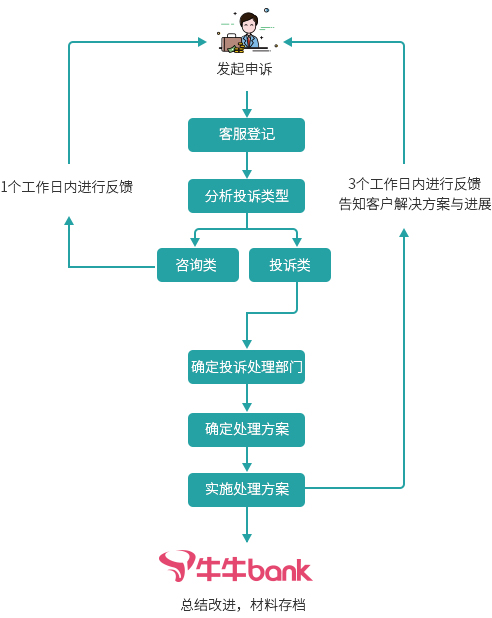 发起申诉
客服登记
1个工作日内进行反馈
3个工作日内进行反馈
告知客户解决方案与进展
分析投诉类型
咨询类
投诉类
确定投诉处理部门
确定处理方案
实施处理方案
牛牛bank
总结改进，材料存档